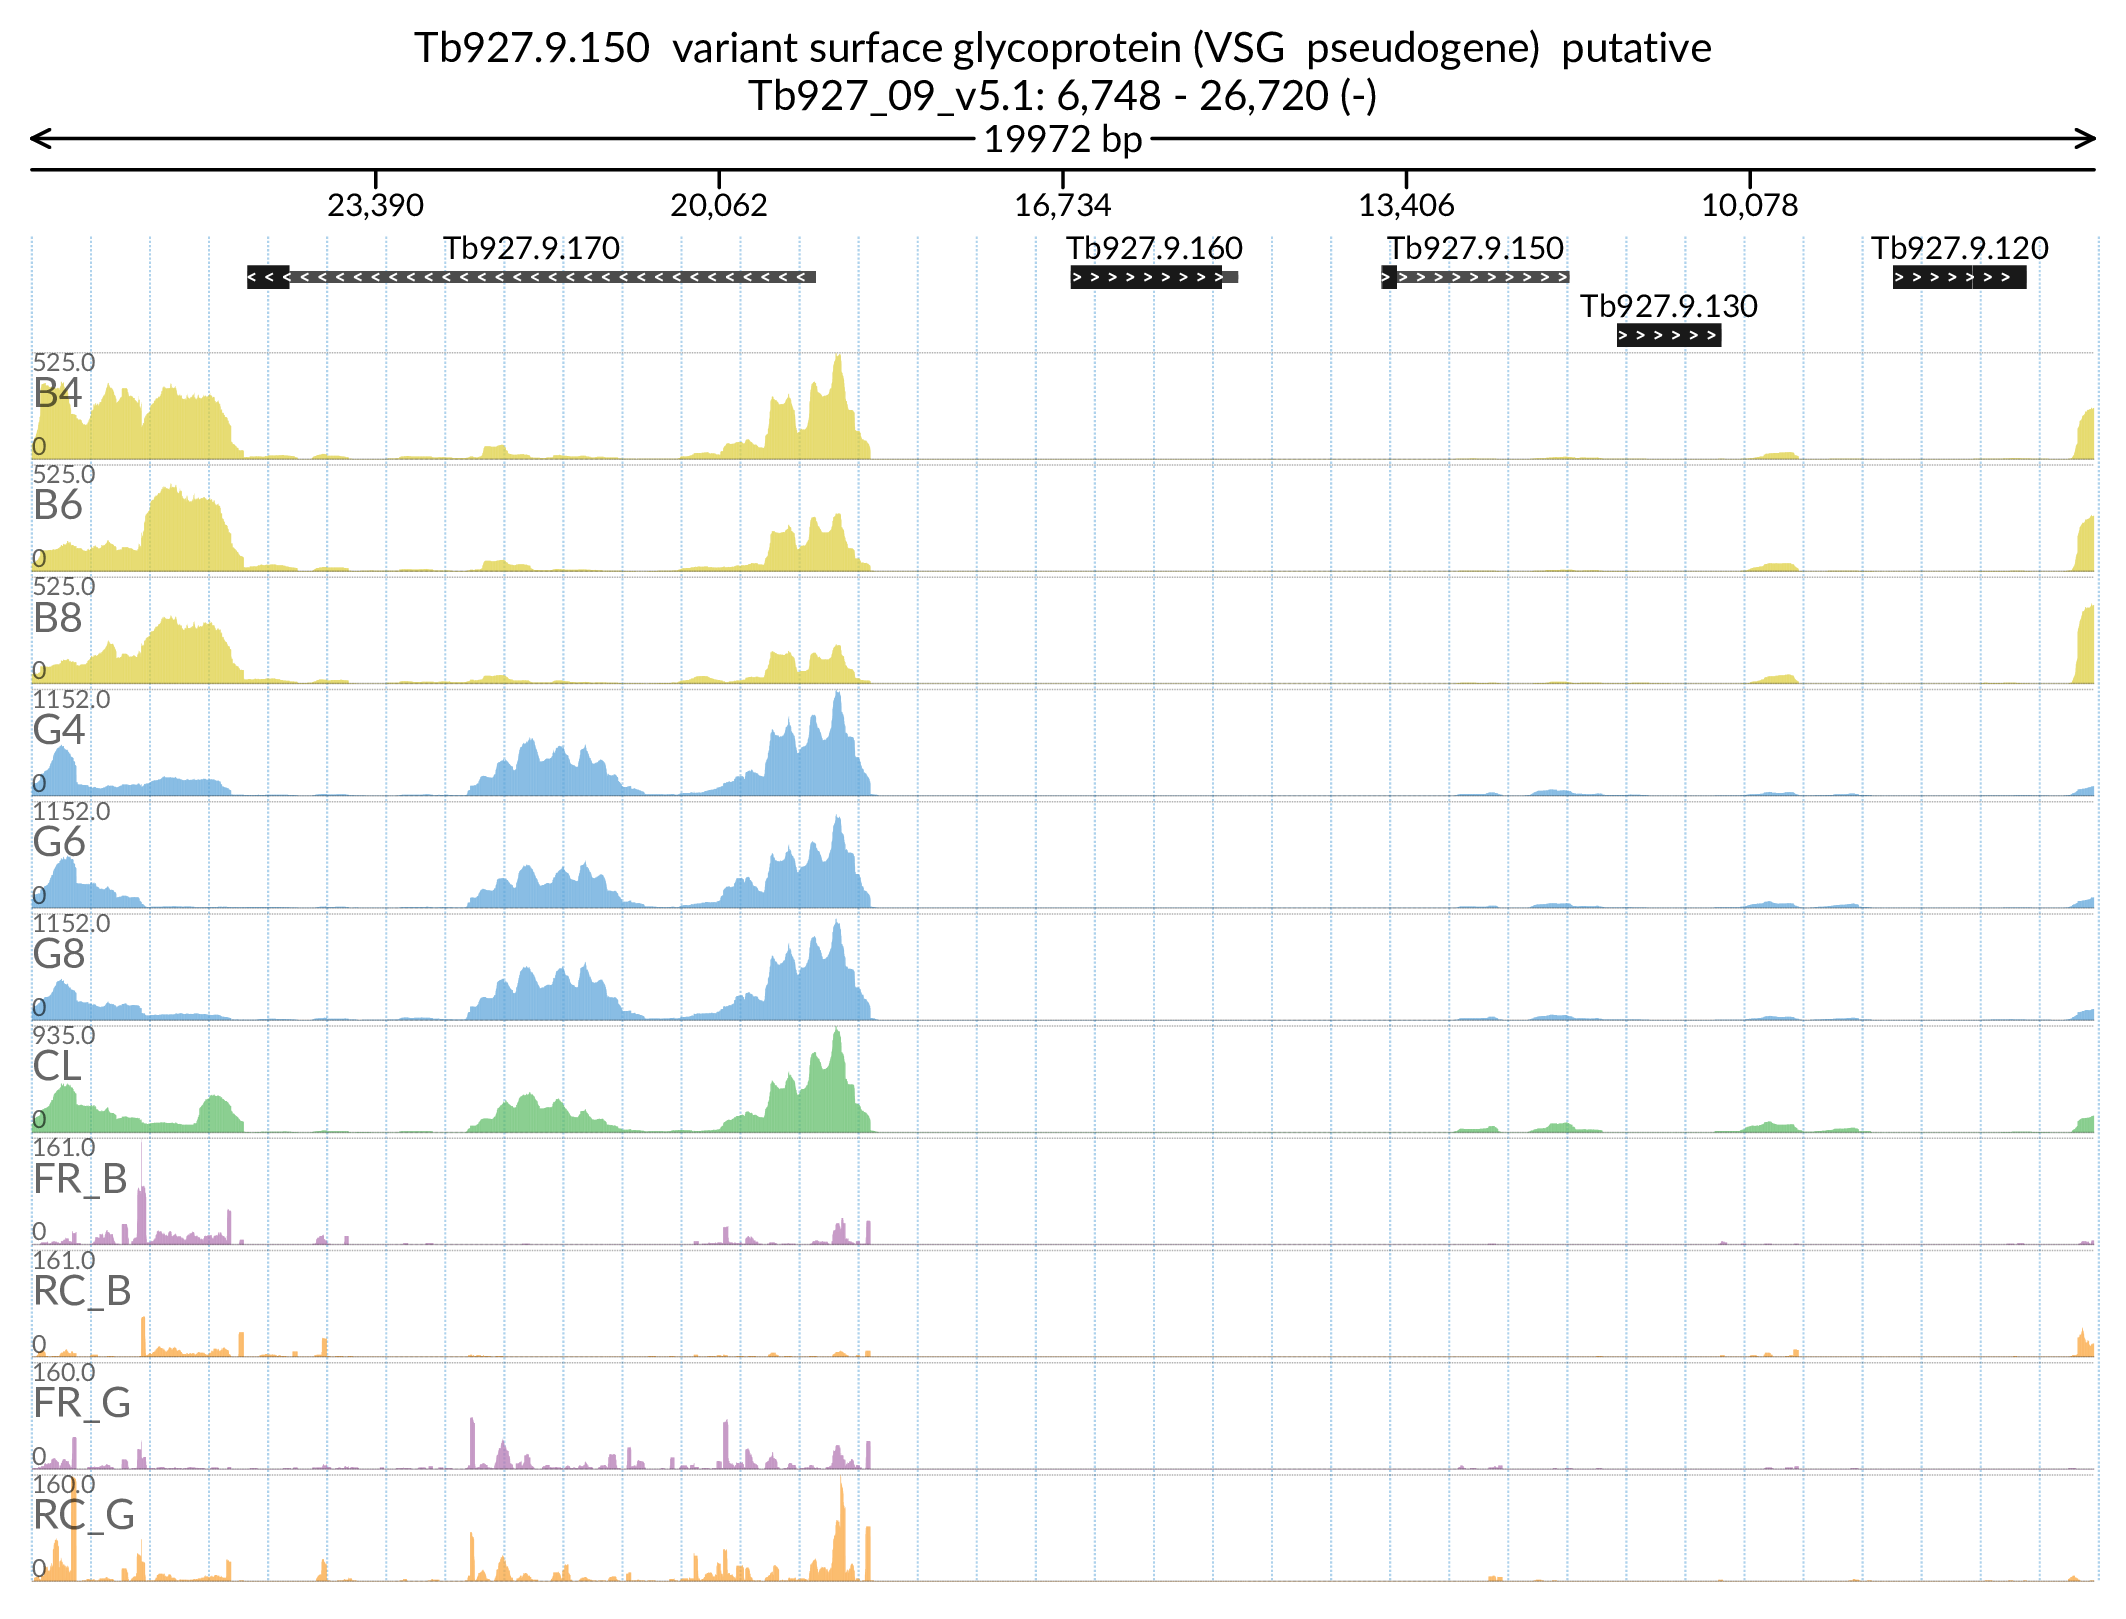 Tb927.9.150  variant surface glycoprotein (VSG  pseudogene)  putative
Tb927_09_v5.1: 6,748 - 26,720 (-)
19972 bp
23,390 20,062 16,734 13,406 10,078
Tb927.9.170 Tb927.9.160 Tb927.9.150 Tb927.9.120
Tb927.9.130
525.0
B4
0
525.0
B6
0
525.0
B8
0
1152.0
G4
0
1152.0
G6
0
1152.0
G8
0
935.0
CL
0
161.0
FR_B
0
161.0
RC_B
0
160.0
FR_G
0
160.0
RC_G
0